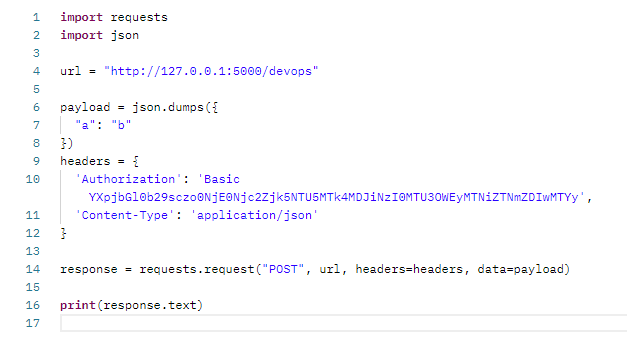 1 import requests
2 import json
3
4 url = "http://127.0.0.1:5000/devops"
5
6 payload = json.dumps({
7 "a": "b"
8 })
9 headers = {
10 'Authorization': 'Basic
YXpjbGl0b29sczo0NjE0Njc2Zjk5NTU5MTk4MDJiNzI0MTU3OWEyMTNiZTNmZDIwMTYy',
11 'Content-Type': 'application/json'
12 }
13
14 response = requests.request("POST", url, headers=headers, data=payload)
15
16 print(response.text)
17